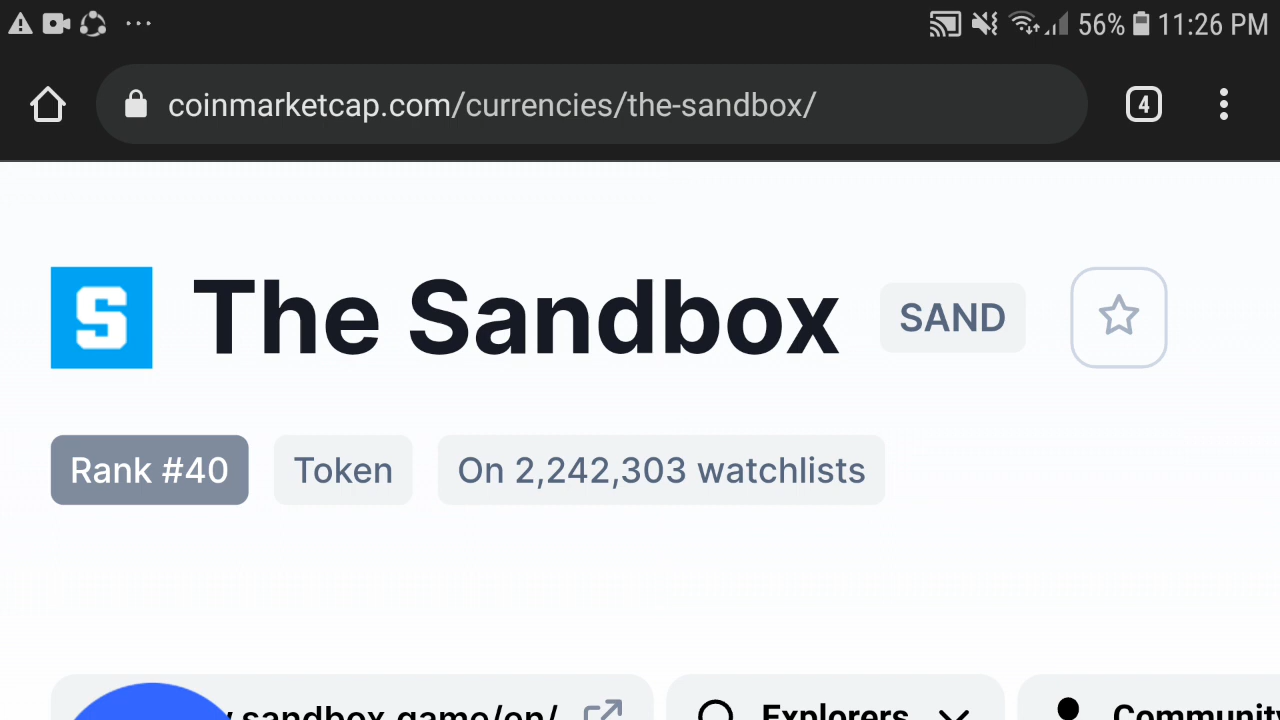 56% 11:26 PM
coinmarketcap.com/currencies/the-sandbox/
4
S The Sandbox SAND
Rank #40 Token On 2,242,303 watchlists
sandbox.game/en/ Explorers Community